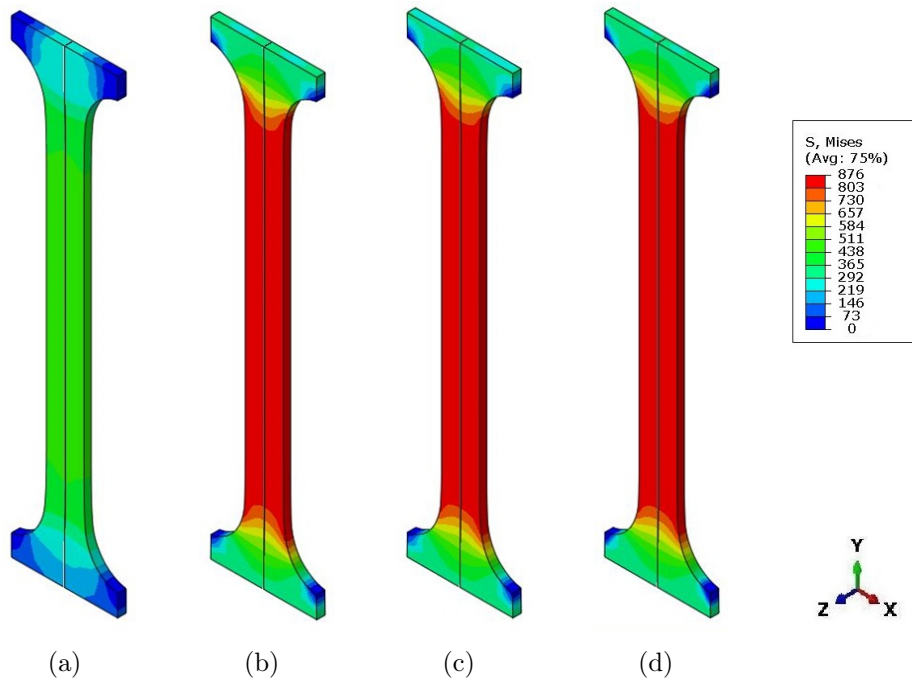 S, Mises
(Avg: 75%)
876
803
730
657
584
511
438
365
292
219
146
73
0
Y
Z X
(a) (b) (c) (d)